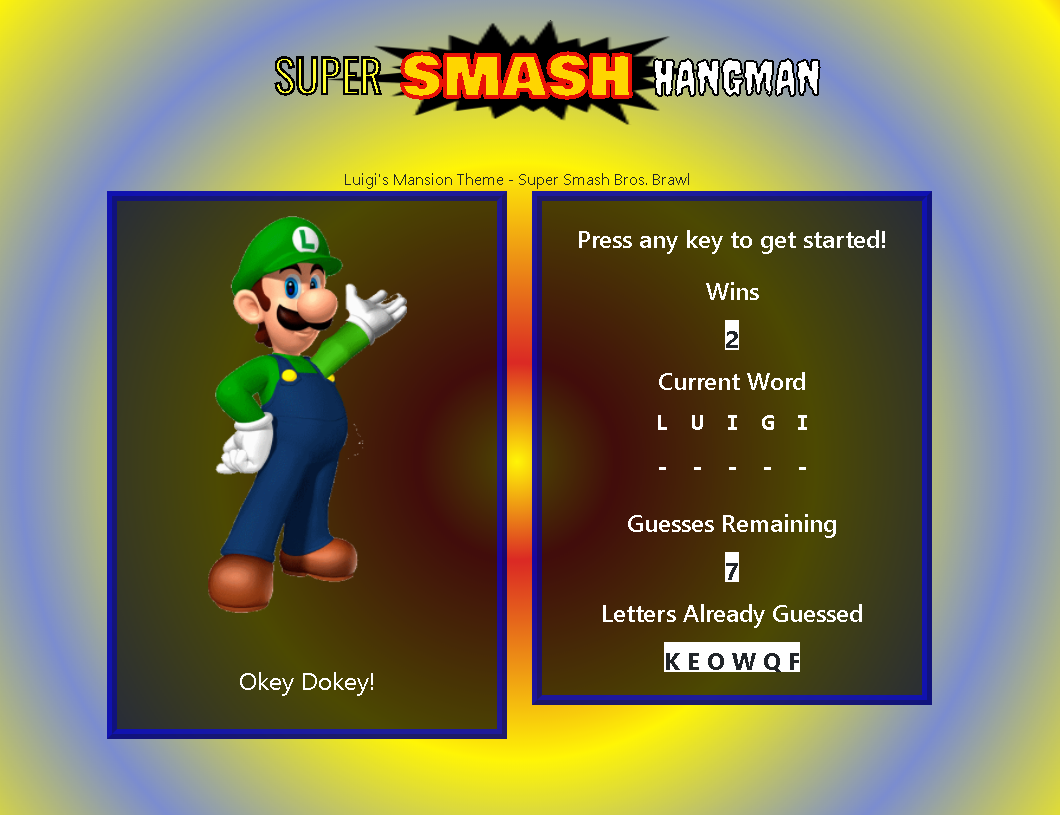 SUPER SMASH HANGMAN
Luigi's Mansion Theme - Super Smash Bros. Brawl
L
Okey Dokey!
Press any key to get started!
Wins
2
Current Word
L U I G I
- - - - -
Guesses Remaining
7
Letters Already Guessed
K E O W Q F